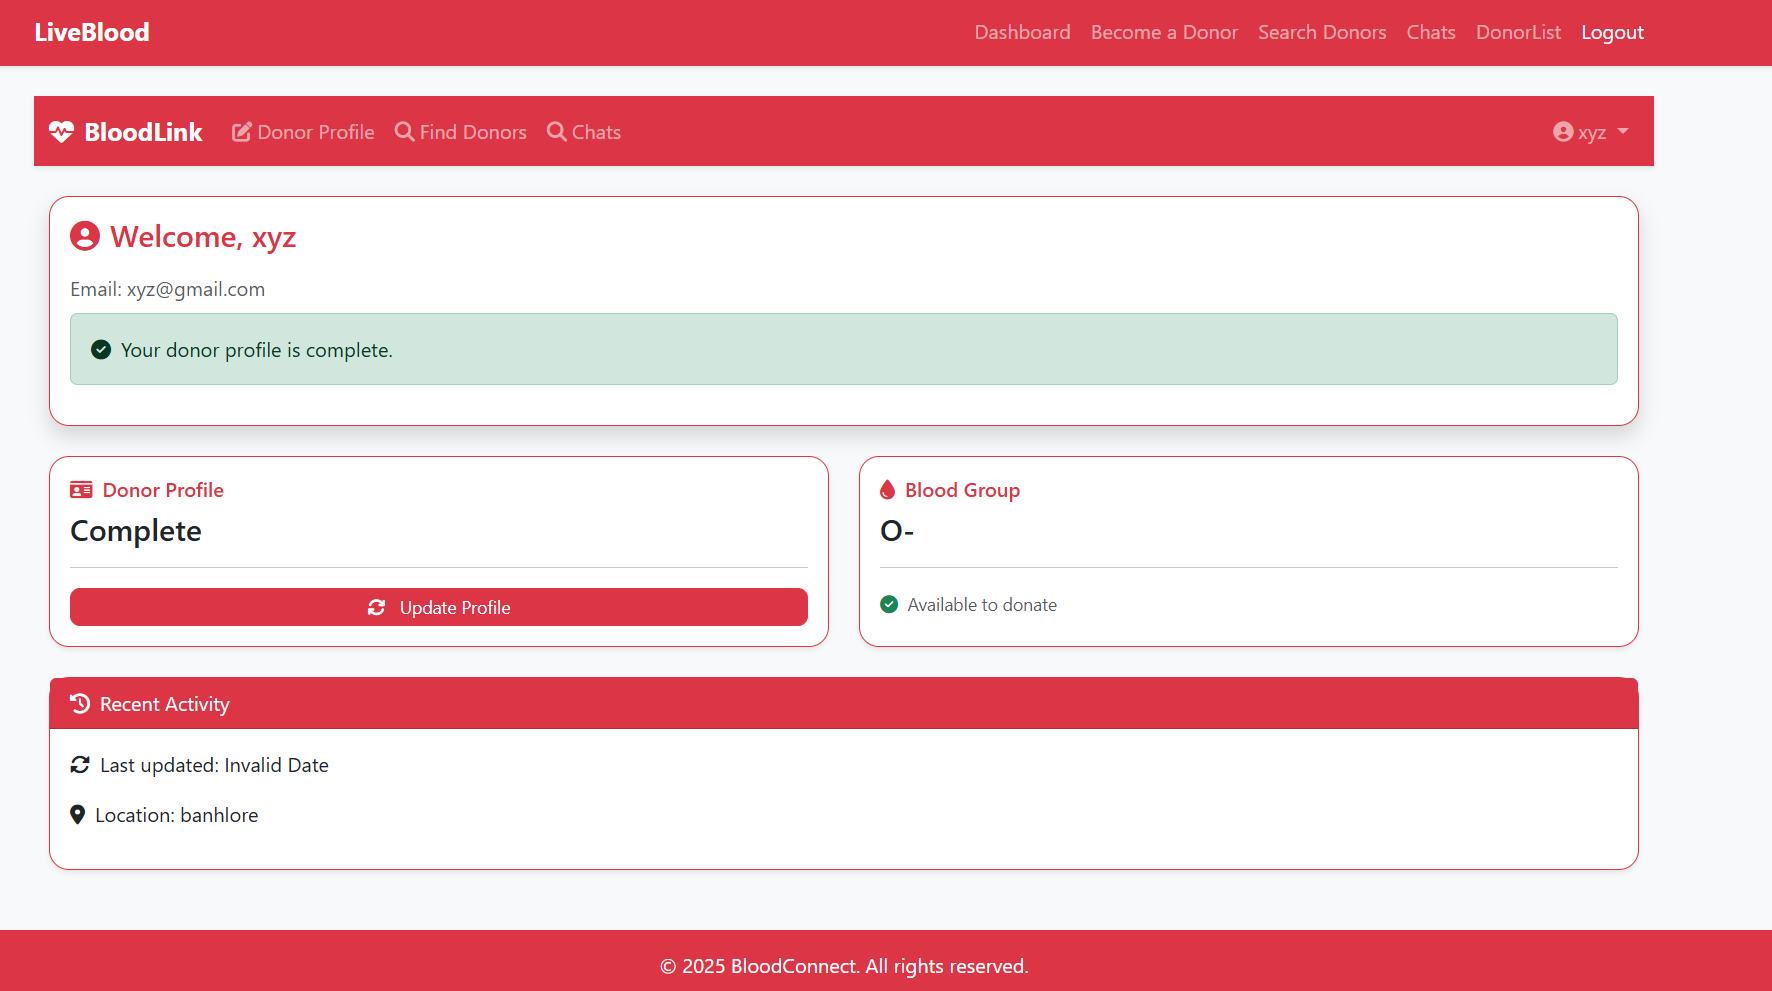 LiveBlood Dashboard Become a Donor Search Donors Chats DonorList Logout
BloodLink Donor Profile Find Donors Chats xyz
Welcome, xyz
Email: xyz@gmail.com
Your donor profile is complete.
Donor Profile
Complete
Update Profile
Blood Group
O-
Available to donate
Recent Activity
Last updated: Invalid Date
Location: banhlore
© 2025 BloodConnect. All rights reserved.